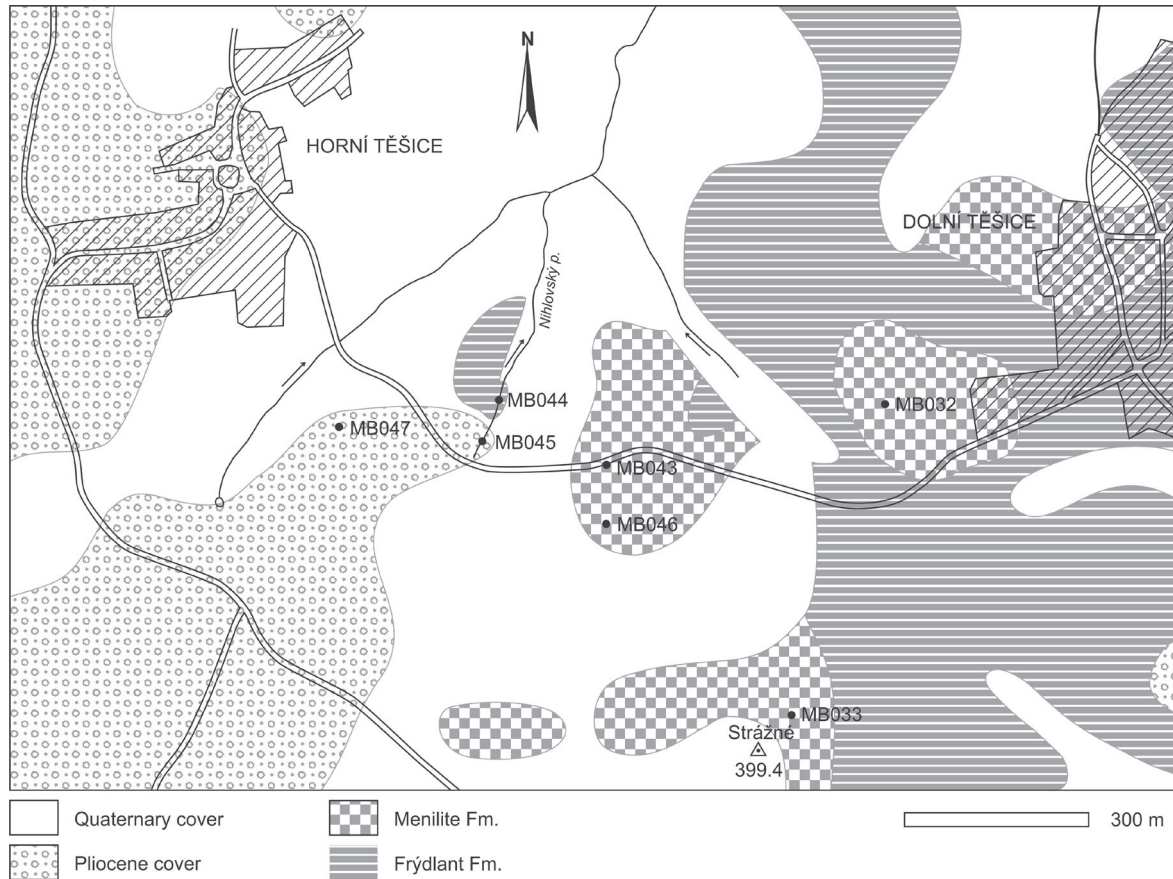 N
HORNÍ TĚŠICE
DOLNÍ TĚŠICE
Nihlovský p.
MB044
MB032
MB047
MB045
MB043
MB046
MB033
Strážné
399.4
Quaternary cover
Menilite Fm.
300 m
Pliocene cover
Frýdlant Fm.